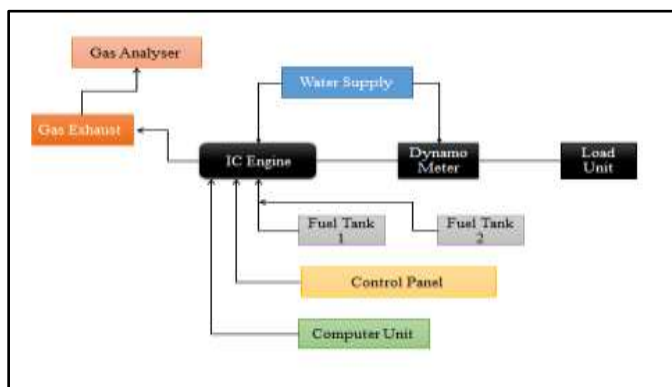 Gas Analyser
Water Supply
Gas Exhaust
IC Engine
Dynamo
Meter
Load
Unit
Fuel Tank
1
Fuel Tank
2
Control Panel
Computer Unit